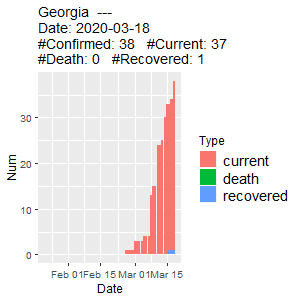 Georgia  ---
Date: 2020-03-18
#Confirmed: 38   #Current: 37
#Death: 0   #Recovered: 1
30
20
10
0
Num
Feb 01 Feb 15 Mar 01 Mar 15
Date
Type
current
death
recovered